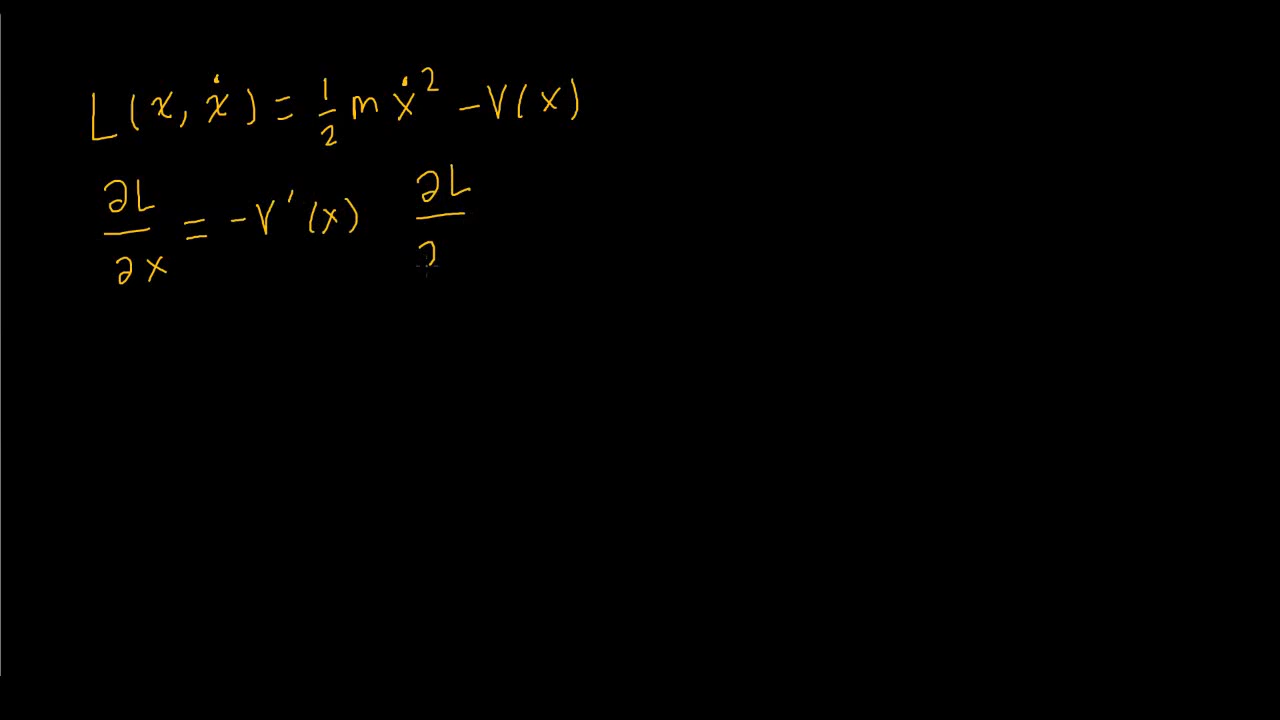 L(x, ẋ) = 1/2 m ẋ² - V(x)
∂L/∂x = -V'(x) ∂L/∂